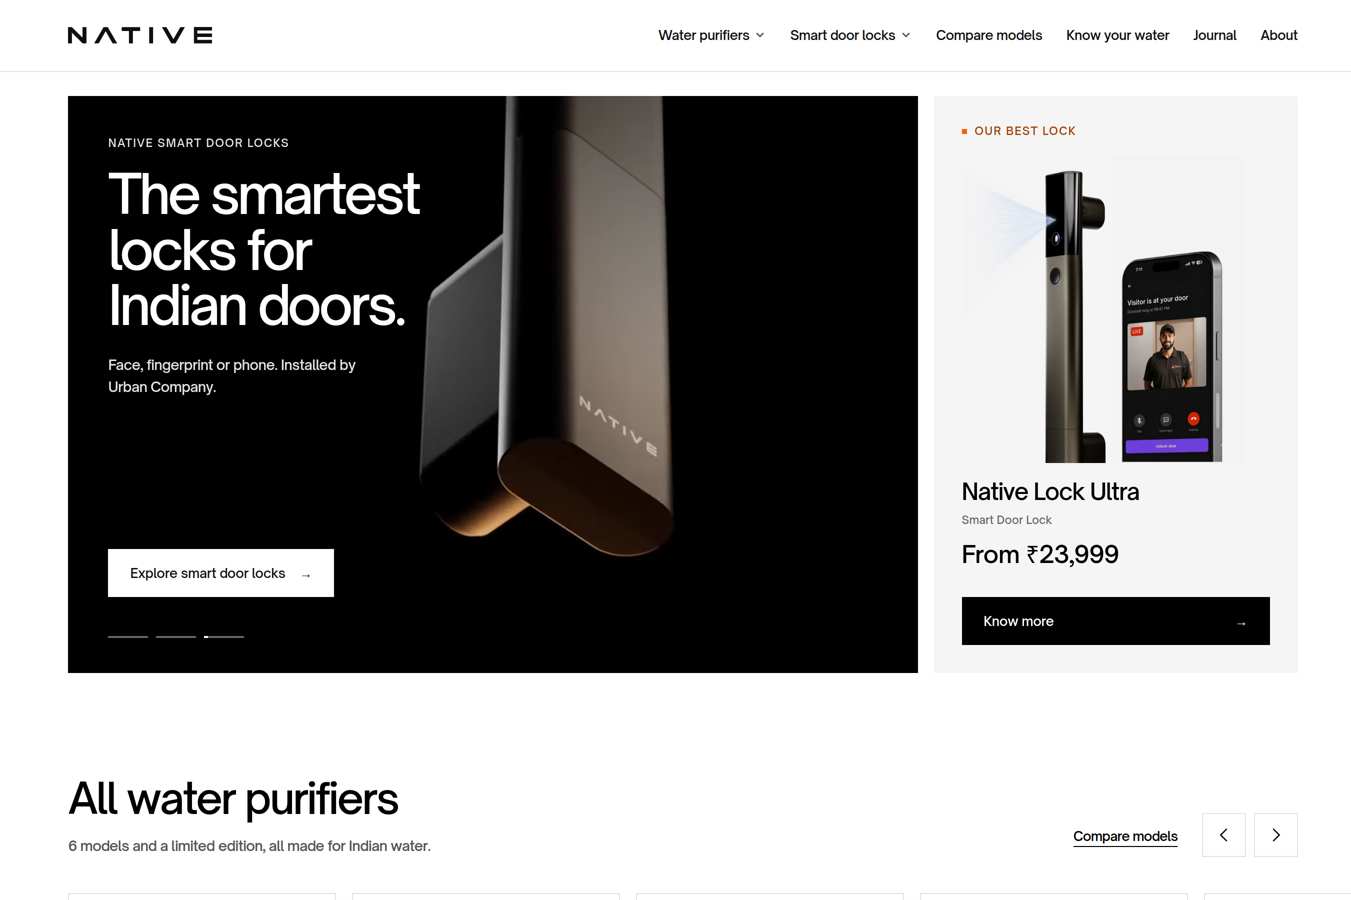 NATIVE
Water purifiers
Smart door locks
Compare models
Know your water
Journal
About
NATIVE SMART DOOR LOCKS
The smartest
locks for
Indian doors.
Face, fingerprint or phone. Installed by
Urban Company.
Explore smart door locks →
NATIVE
OUR BEST LOCK
7:11
Visitor is at your door
LIVE
Native Lock Ultra
Smart Door Lock
From ₹23,999
Know more →
All water purifiers
6 models and a limited edition, all made for Indian water.
Compare models